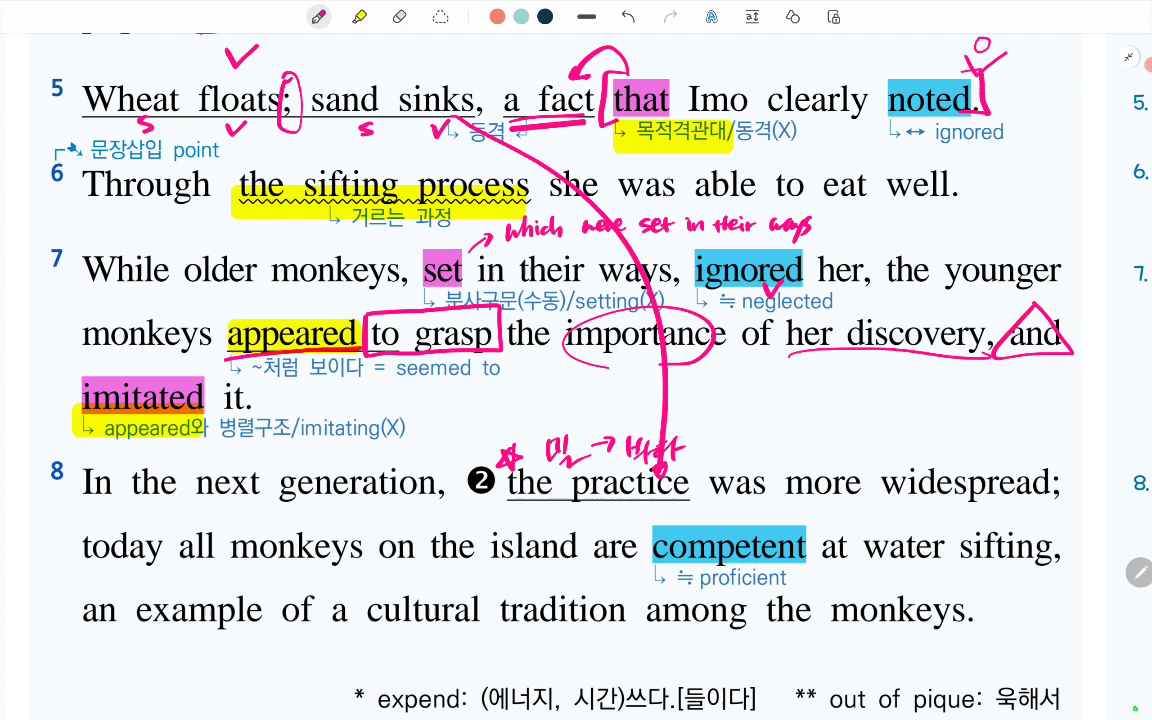 5 Wheat floats; sand sinks, a fact that Imo clearly noted. 5.
s v s v ↳ 동격 ↲ ↳ 목적격관대/동격(X) ↳ ↔ ignored
문장삽입 point
6 Through the sifting process she was able to eat well. 6.
↳ 거르는 과정
which were set in their ways
7 While older monkeys, set in their ways, ignored her, the younger 7.
↳ 분사구문(수동)/setting(X) ↳ ≒ neglected
monkeys appeared to grasp the importance of her discovery, and
↳ ~처럼 보이다 = seemed to
imitated it.
↳ appeared와 병렬구조/imitating(X)
밀 →
8 In the next generation, ❷ the practice was more widespread; 8.
today all monkeys on the island are competent at water sifting,
↳ ≒ proficient
an example of a cultural tradition among the monkeys.
* expend: (에너지, 시간)쓰다.[들이다] ** out of pique: 욱해서